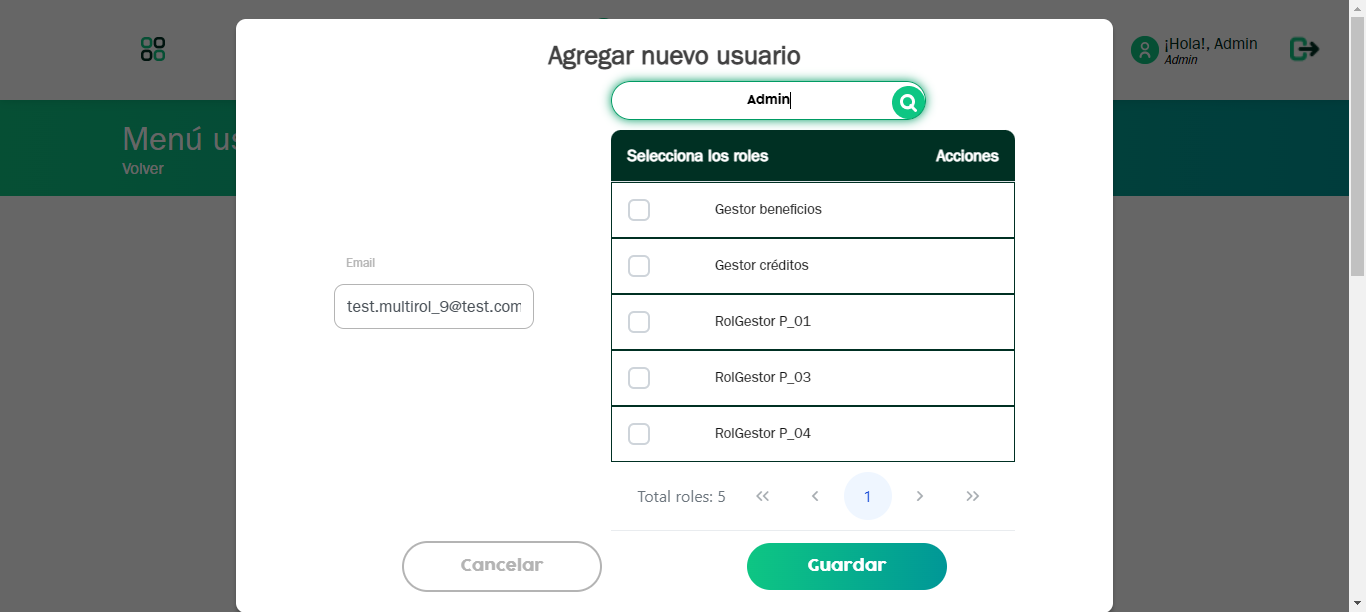 ¡Hola!, Admin
Admin
Menú us
Volver
Agregar nuevo usuario
Admin
Selecciona los roles Acciones
Gestor beneficios
Gestor créditos
Email
test.multirol_9@test.com
RolGestor P_01
RolGestor P_03
RolGestor P_04
Total roles: 5 << < 1 > >>
Cancelar Guardar